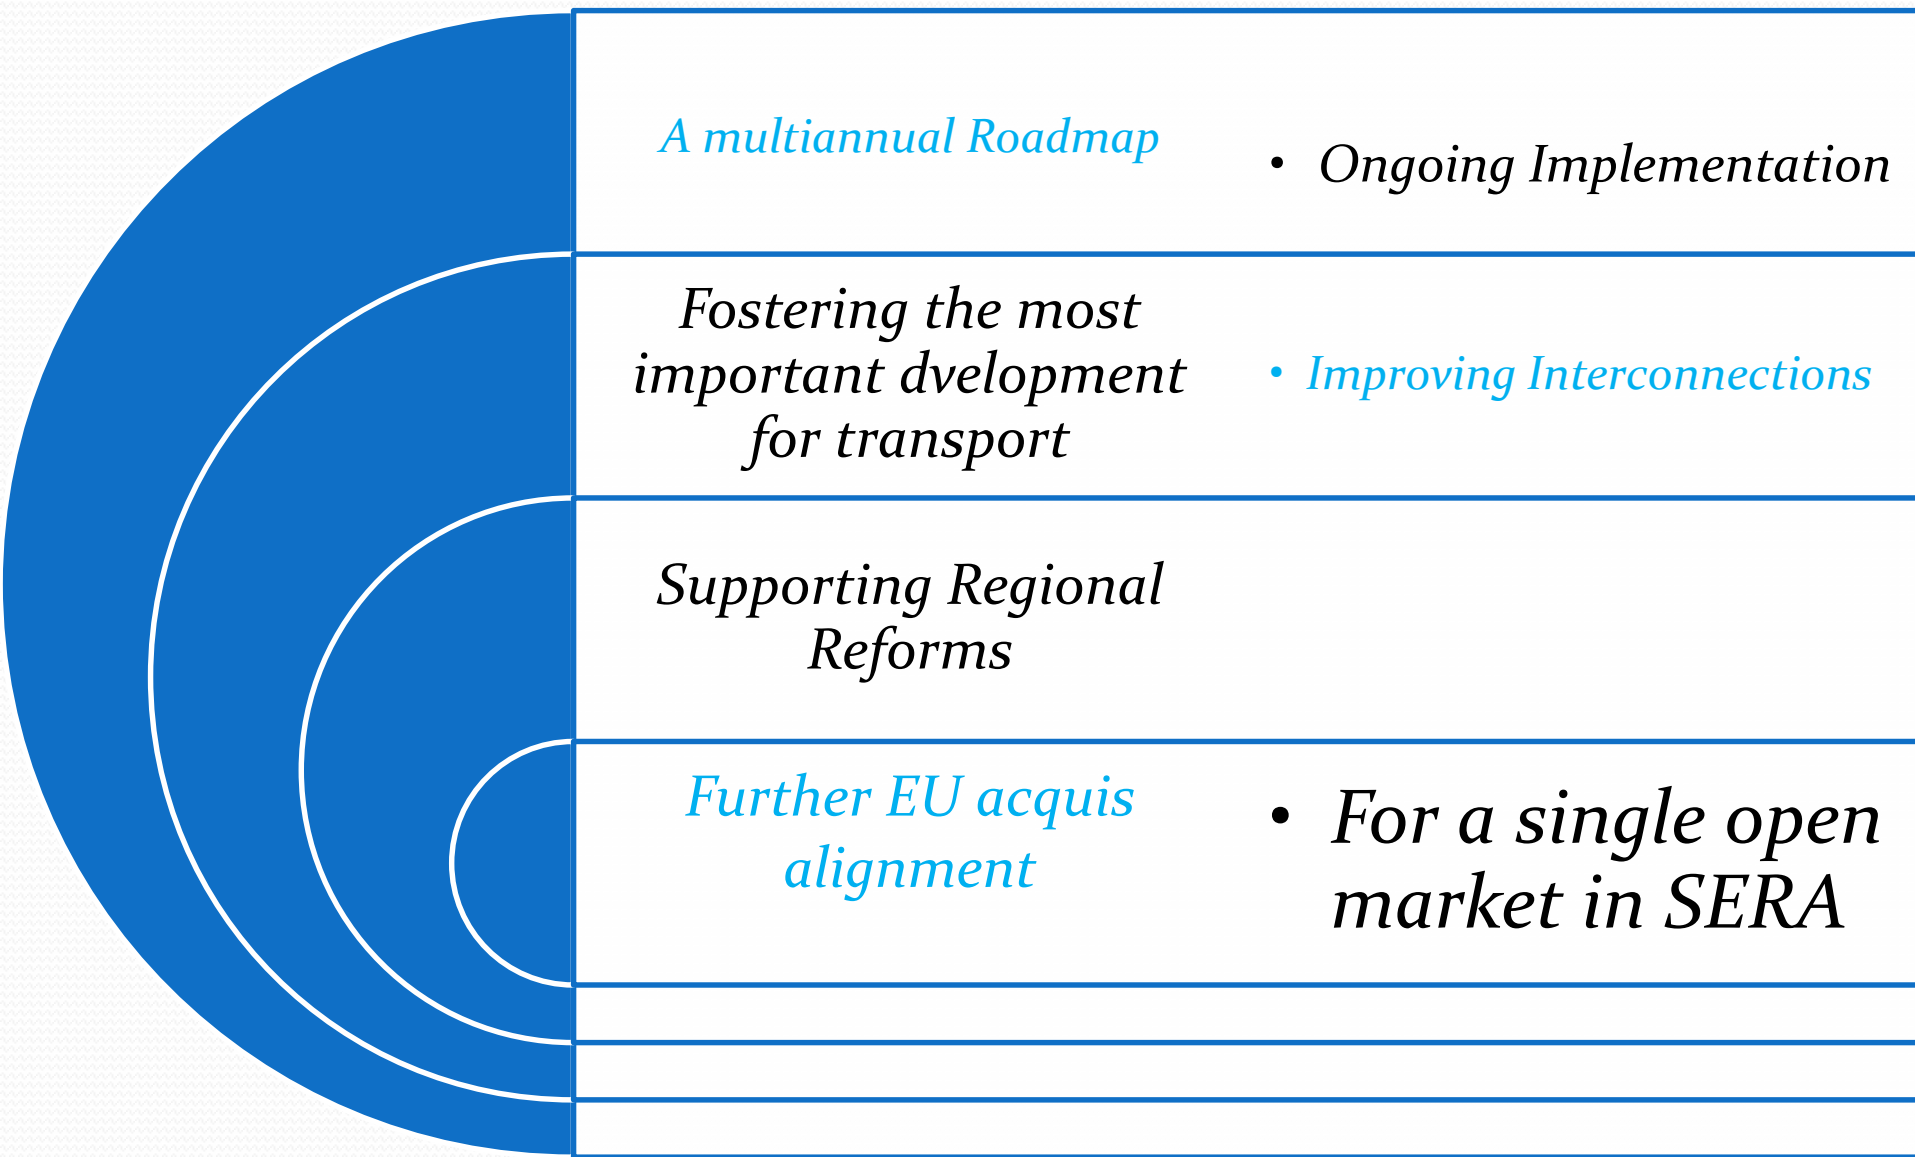 A multiannual Roadmap
• Ongoing Implementation
Fostering the most
important dvelopment
for transport
• Improving Interconnections
Supporting Regional
Reforms
Further EU acquis
alignment
• For a single open
market in SERA